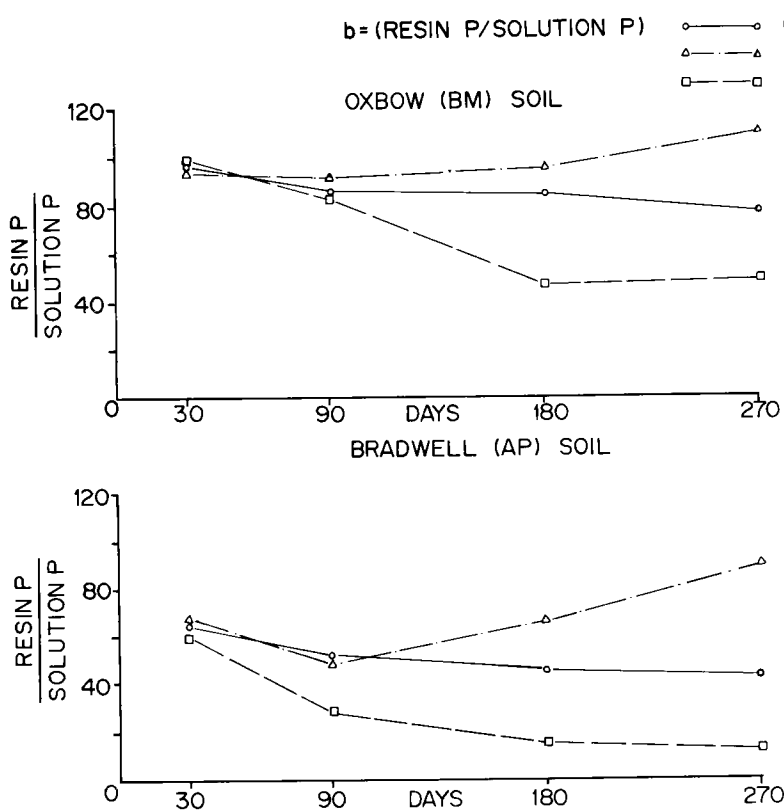 b=(RESIN P/SOLUTION P)
OXBOW (BM) SOIL
120
80
40
0
RESIN P
SOLUTION P
30 90 DAYS 180 270
BRADWELL (AP) SOIL
120
80
40
0
RESIN P
SOLUTION P
30 90 DAYS 180 270